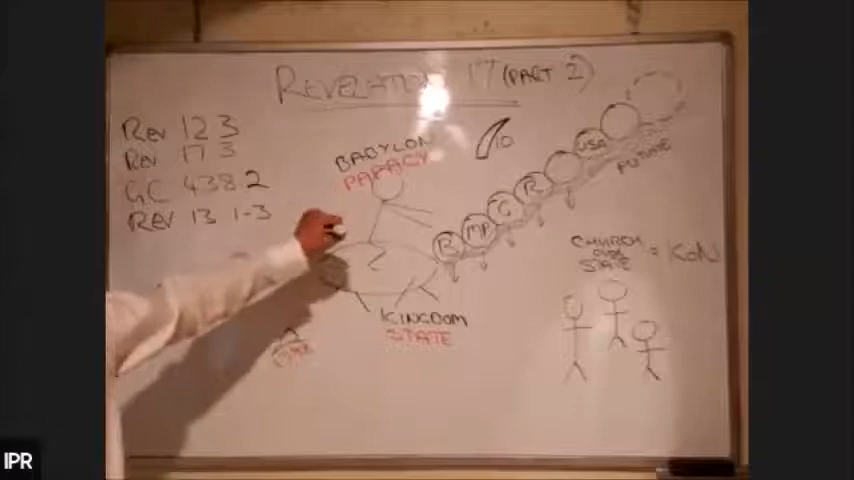 REVELATION 17 (PART 2)
REV 12 3
REV 17 3
GC 438.2
REV 13 1-3
BABYLON
PAPACY
10
B
MP
G
R
USA
FUTURE
CHURCH
OVER
STATE
= KON
KINGDOM
STATE
IPR